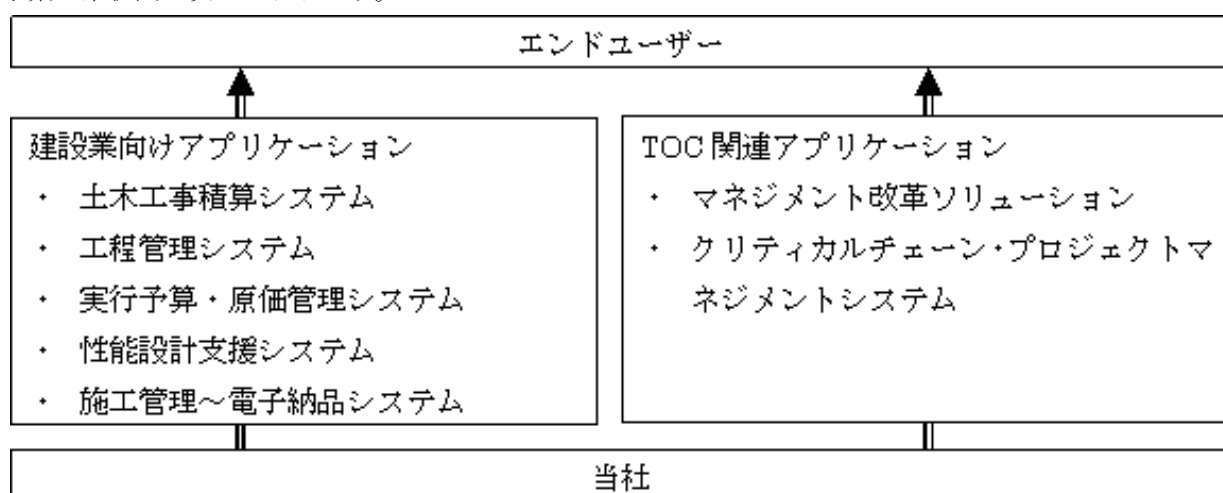 エンドユーザー
建設業向けアプリケーション
・ 土木工事積算システム
・ 工程管理システム
・ 実行予算・原価管理システム
・ 性能設計支援システム
・ 施工管理～電子納品システム
TOC関連アプリケーション
・ マネジメント改革ソリューション
・ クリティカルチェーン・プロジェクトマ
ネジメントシステム
当社